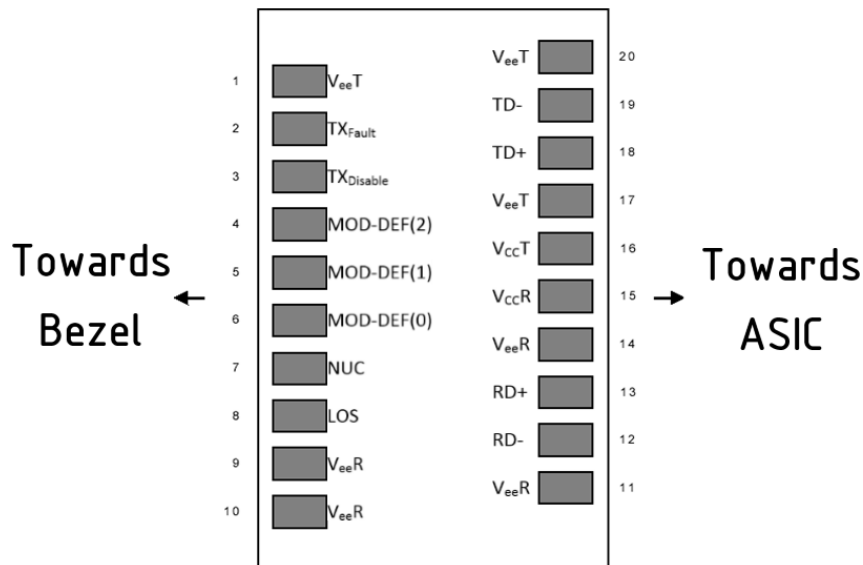 Towards
Bezel
1 VeeT
2 TXFault
3 TXDisable
4 MOD-DEF(2)
5 MOD-DEF(1)
6 MOD-DEF(0)
7 NUC
8 LOS
9 VeeR
10 VeeR
VeeT 20
TD- 19
TD+ 18
VeeT 17
VCCT 16
VCCR 15
VeeR 14
RD+ 13
RD- 12
VeeR 11
Towards
ASIC